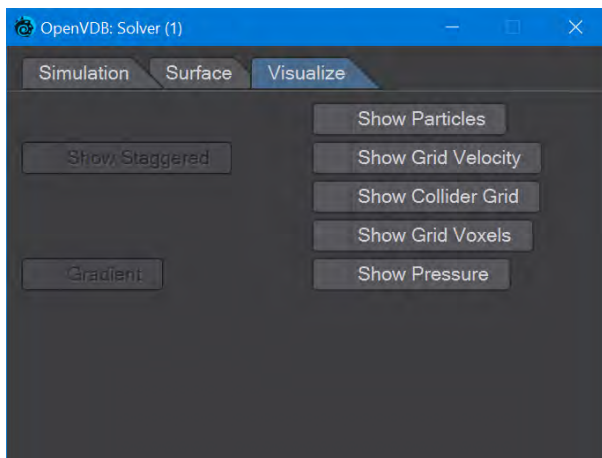 OpenVDB: Solver (1)
Simulation Surface Visualize
Show Particles
Show Staggered Show Grid Velocity
Show Collider Grid
Show Grid Voxels
Gradient Show Pressure